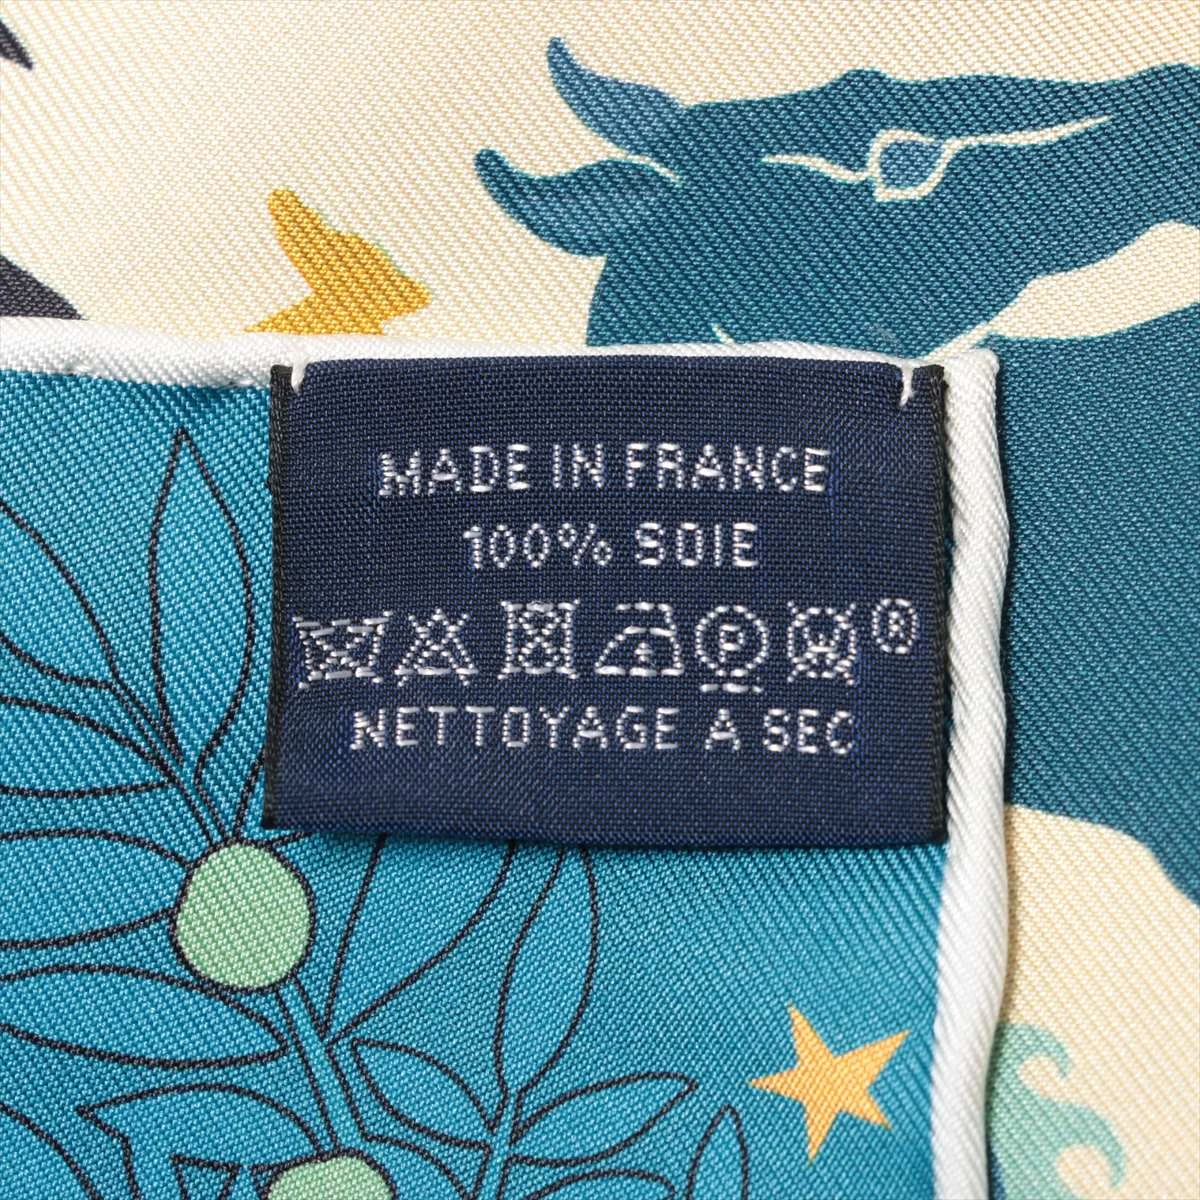 MADE IN FRANCE
100% SOIE
P W ®
NETTOYAGE A SEC